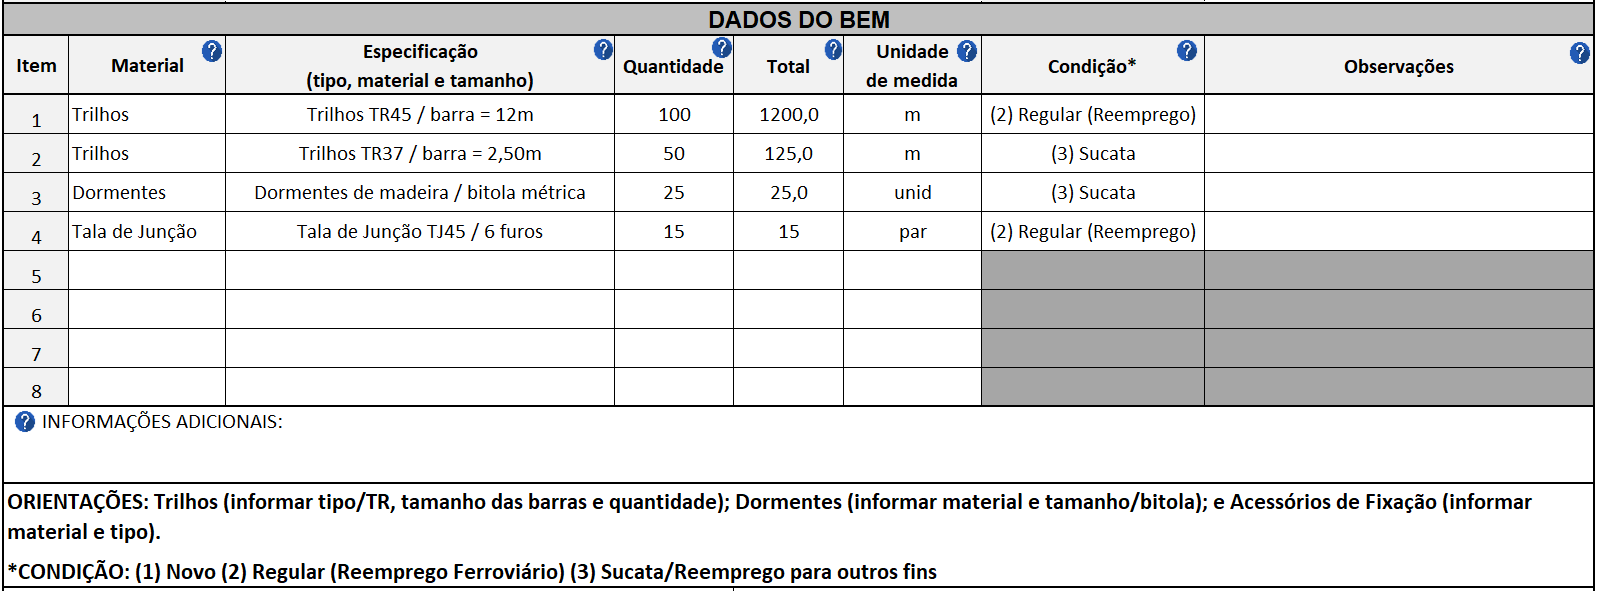 DADOS DO BEM
Item Material ? Especificação (tipo, material e tamanho) ? Quantidade ? Total ? Unidade de medida ? Condição* ? Observações ?
1 Trilhos Trilhos TR45 / barra = 12m 100 1200,0 m (2) Regular (Reemprego)
2 Trilhos Trilhos TR37 / barra = 2,50m 50 125,0 m (3) Sucata
3 Dormentes Dormentes de madeira / bitola métrica 25 25,0 unid (3) Sucata
4 Tala de Junção Tala de Junção TJ45 / 6 furos 15 15 par (2) Regular (Reemprego)
5
6
7
8
? INFORMAÇÕES ADICIONAIS:
ORIENTAÇÕES: Trilhos (informar tipo/TR, tamanho das barras e quantidade); Dormentes (informar material e tamanho/bitola); e Acessórios de Fixação (informar
material e tipo).
*CONDIÇÃO: (1) Novo (2) Regular (Reemprego Ferroviário) (3) Sucata/Reemprego para outros fins